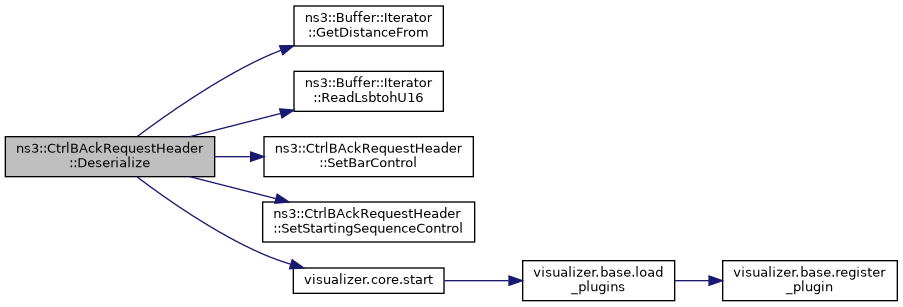 ns3::Buffer::Iterator
::GetDistanceFrom
ns3::Buffer::Iterator
::ReadLsbtohU16
ns3::CtrlBAckRequestHeader
::Deserialize
ns3::CtrlBAckRequestHeader
::SetBarControl
ns3::CtrlBAckRequestHeader
::SetStartingSequenceControl
visualizer.core.start
visualizer.base.load
_plugins
visualizer.base.register
_plugin